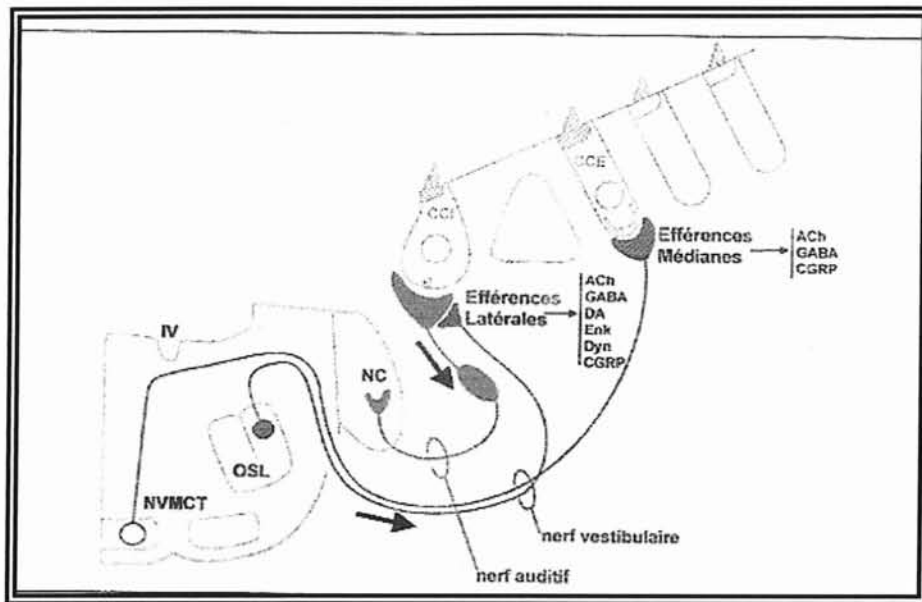 CCE
CCI
Efférences
Médianes
ACh
GABA
CGRP
Efférences
Latérales
ACh
GABA
DA
Enk
Dyn
CGRP
IV
NC
OSL
NVMCT
nerf vestibulaire
nerf auditif